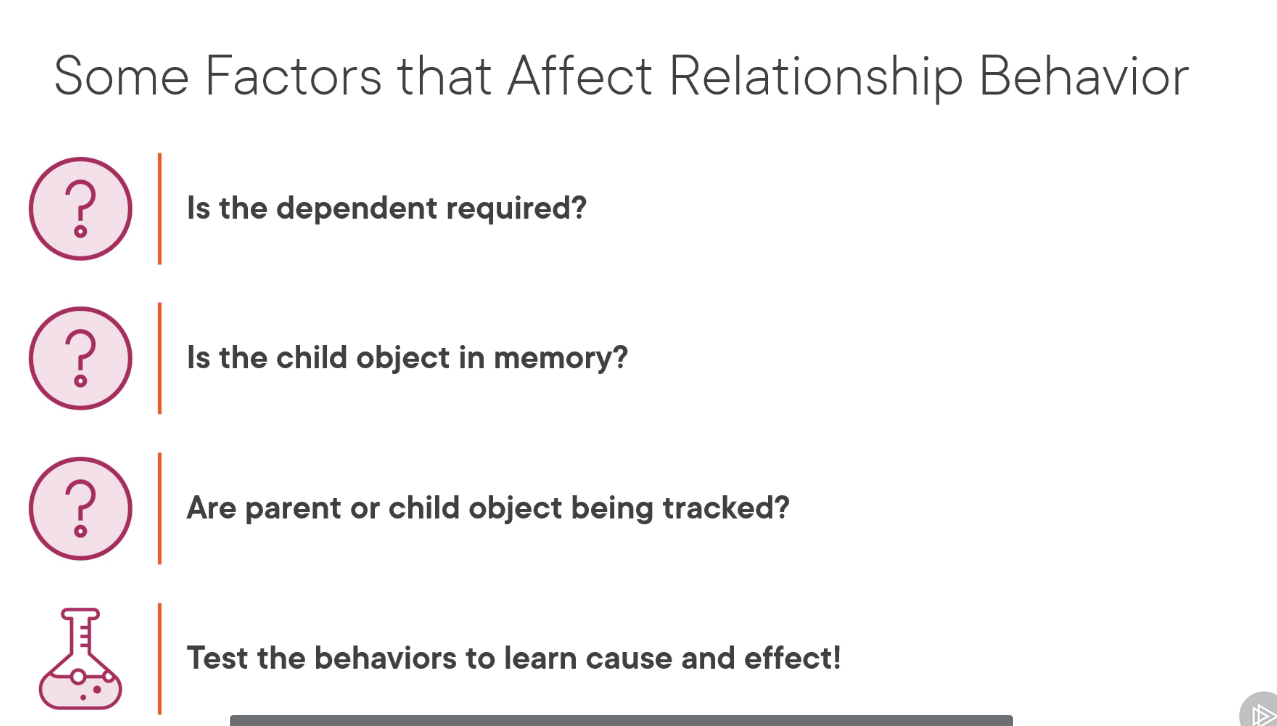 Some Factors that Affect Relationship Behavior
Is the dependent required?
Is the child object in memory?
Are parent or child object being tracked?
Test the behaviors to learn cause and effect!